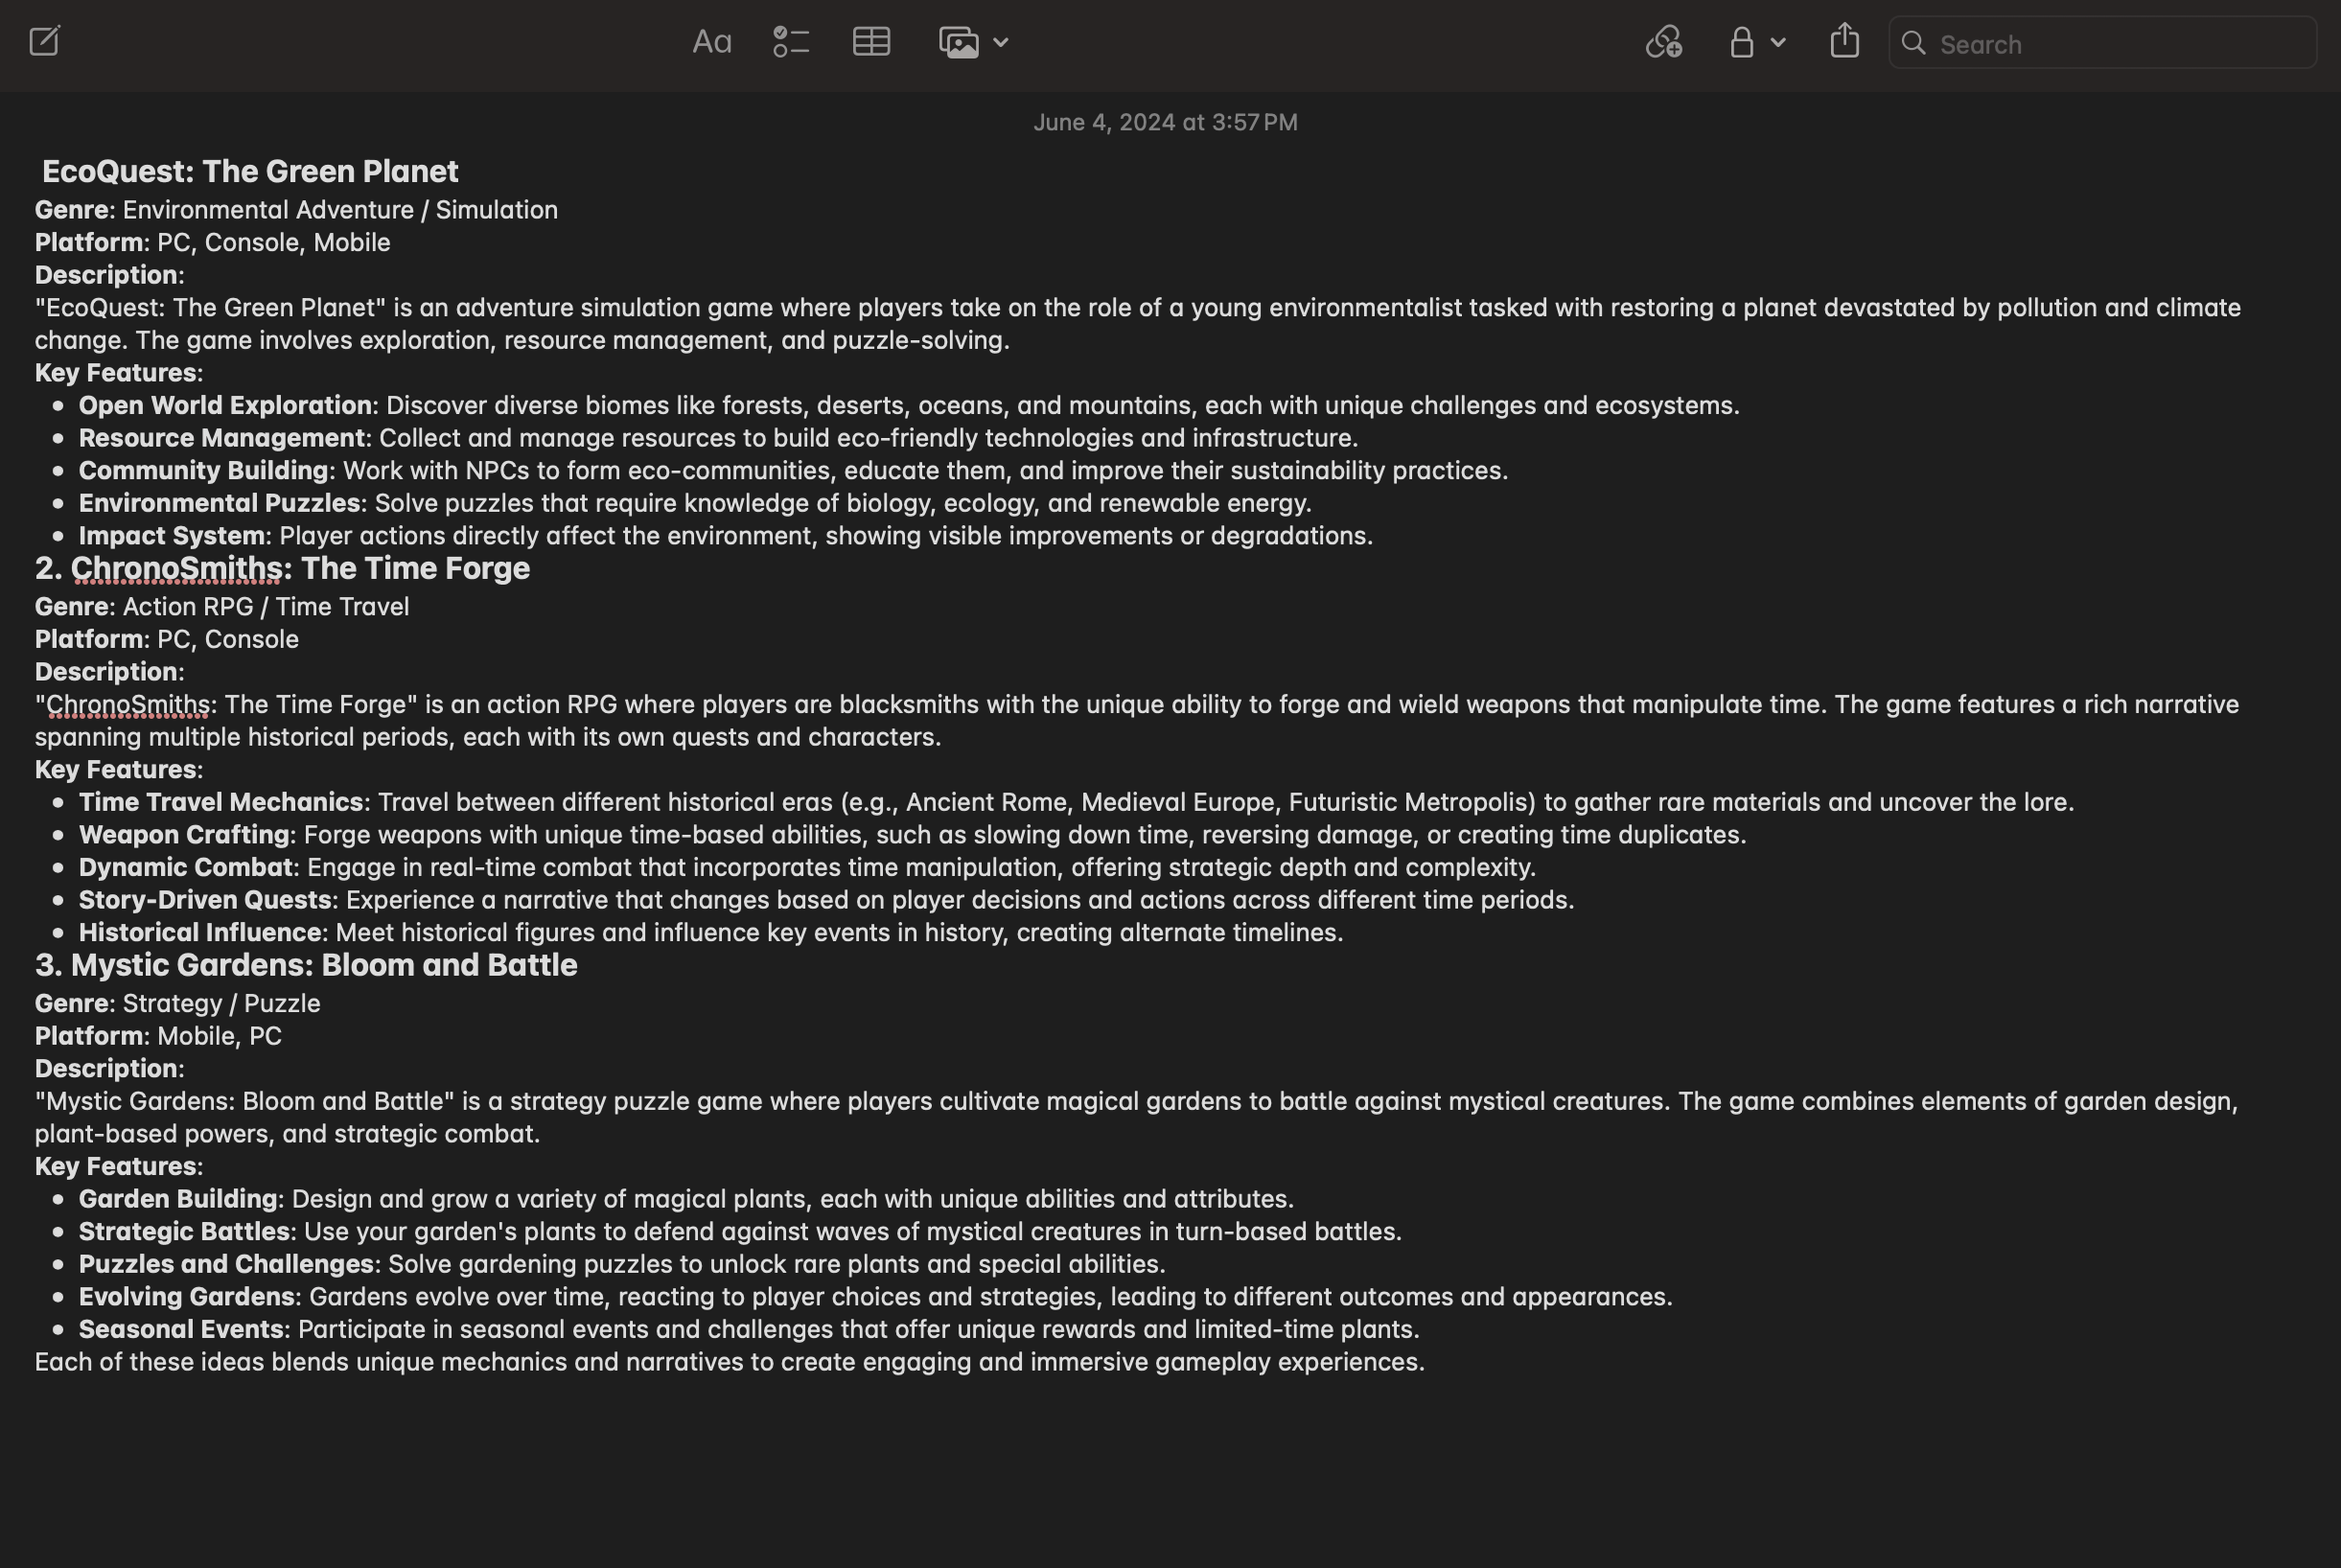 Aa
Search
June 4, 2024 at 3:57 PM
EcoQuest: The Green Planet
Genre: Environmental Adventure / Simulation
Platform: PC, Console, Mobile
Description:
"EcoQuest: The Green Planet" is an adventure simulation game where players take on the role of a young environmentalist tasked with restoring a planet devastated by pollution and climate
change. The game involves exploration, resource management, and puzzle-solving.
Key Features:
• Open World Exploration: Discover diverse biomes like forests, deserts, oceans, and mountains, each with unique challenges and ecosystems.
• Resource Management: Collect and manage resources to build eco-friendly technologies and infrastructure.
• Community Building: Work with NPCs to form eco-communities, educate them, and improve their sustainability practices.
• Environmental Puzzles: Solve puzzles that require knowledge of biology, ecology, and renewable energy.
• Impact System: Player actions directly affect the environment, showing visible improvements or degradations.
2. ChronoSmiths: The Time Forge
Genre: Action RPG / Time Travel
Platform: PC, Console
Description:
"ChronoSmiths: The Time Forge" is an action RPG where players are blacksmiths with the unique ability to forge and wield weapons that manipulate time. The game features a rich narrative
spanning multiple historical periods, each with its own quests and characters.
Key Features:
• Time Travel Mechanics: Travel between different historical eras (e.g., Ancient Rome, Medieval Europe, Futuristic Metropolis) to gather rare materials and uncover the lore.
• Weapon Crafting: Forge weapons with unique time-based abilities, such as slowing down time, reversing damage, or creating time duplicates.
• Dynamic Combat: Engage in real-time combat that incorporates time manipulation, offering strategic depth and complexity.
• Story-Driven Quests: Experience a narrative that changes based on player decisions and actions across different time periods.
• Historical Influence: Meet historical figures and influence key events in history, creating alternate timelines.
3. Mystic Gardens: Bloom and Battle
Genre: Strategy / Puzzle
Platform: Mobile, PC
Description:
"Mystic Gardens: Bloom and Battle" is a strategy puzzle game where players cultivate magical gardens to battle against mystical creatures. The game combines elements of garden design,
plant-based powers, and strategic combat.
Key Features:
• Garden Building: Design and grow a variety of magical plants, each with unique abilities and attributes.
• Strategic Battles: Use your garden's plants to defend against waves of mystical creatures in turn-based battles.
• Puzzles and Challenges: Solve gardening puzzles to unlock rare plants and special abilities.
• Evolving Gardens: Gardens evolve over time, reacting to player choices and strategies, leading to different outcomes and appearances.
• Seasonal Events: Participate in seasonal events and challenges that offer unique rewards and limited-time plants.
Each of these ideas blends unique mechanics and narratives to create engaging and immersive gameplay experiences.